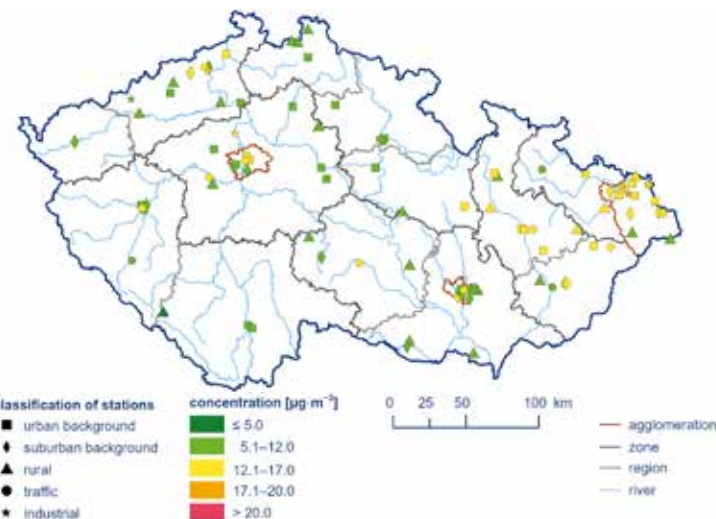 lassification of stations
urban background
suburban background
rural
traffic
industrial
concentration [µg·m⁻³]
≤ 5.0
5.1–12.0
12.1–17.0
17.1–20.0
> 20.0
0 25 50 100 km
agglomeration
zone
region
river